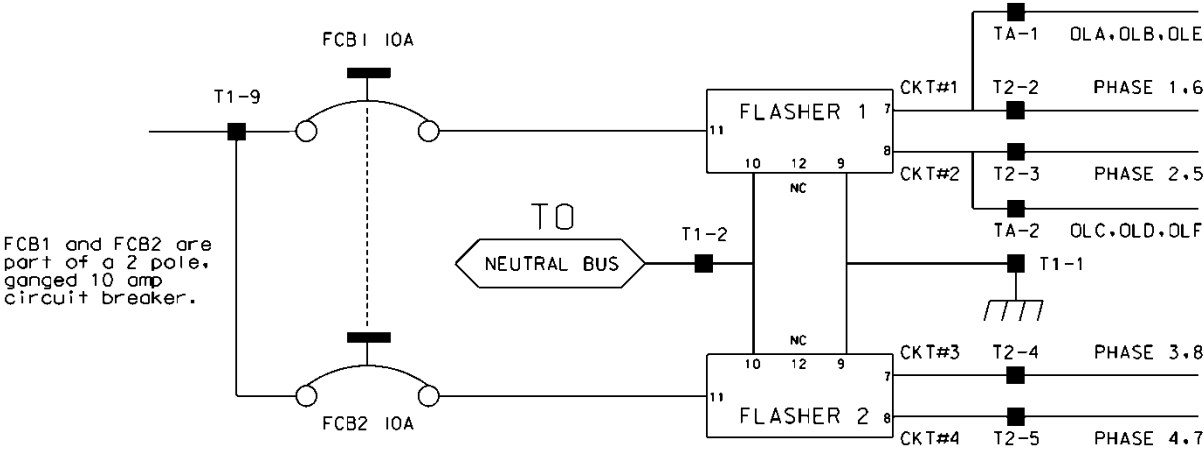 FCB1 10A
T1-9
FCB1 and FCB2 are
part of a 2 pole,
ganged 10 amp
circuit breaker.
FCB2 10A
TO
NEUTRAL BUS
T1-2
FLASHER 1
11
7
8
10 12 9
NC
CKT#1
CKT#2
TA-1 OLA,OLB,OLE
T2-2 PHASE 1,6
T2-3 PHASE 2,5
TA-2 OLC,OLD,OLF
T1-1
NC
10 12 9
11
7
8
FLASHER 2
CKT#3 T2-4 PHASE 3,8
CKT#4 T2-5 PHASE 4,7